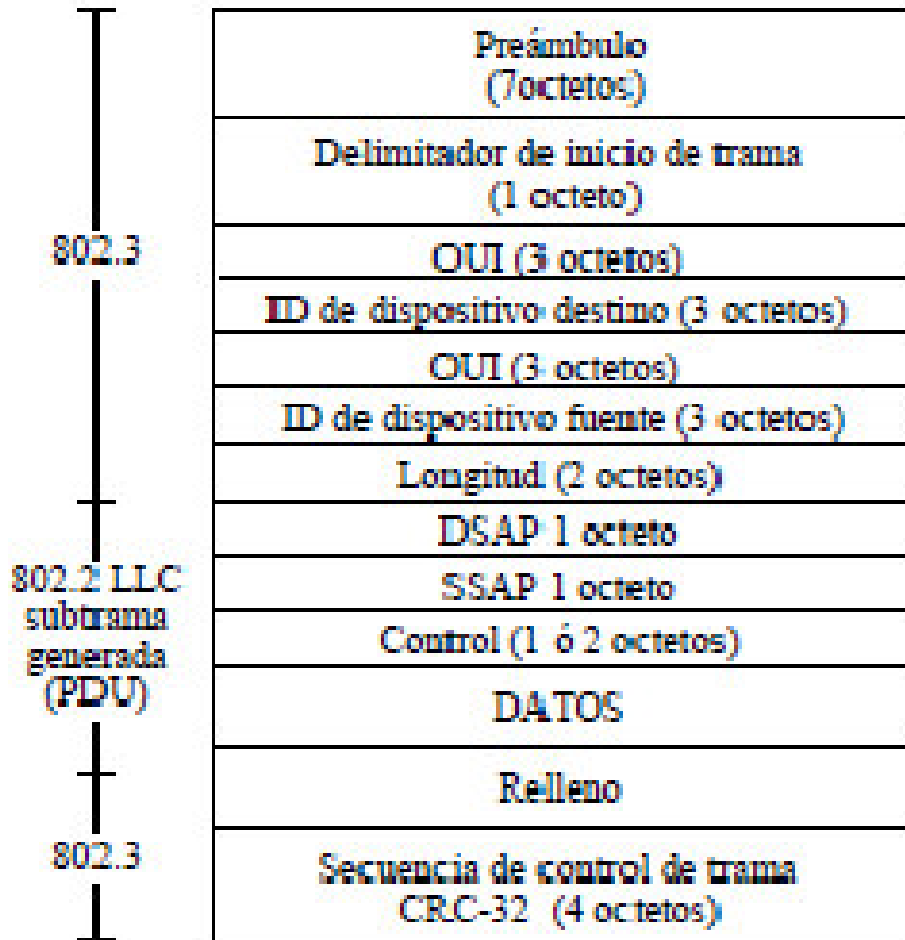 Preámbulo
(7octetos)
Delimitador de inicio de trama
(1 octeto)
802.3
OUI (3 octetos)
ID de dispositivo destino (3 octetos)
OUI (3 octetos)
ID de dispositivo fuente (3 octetos)
Longitud (2 octetos)
802.2 LLC
subtrama
generada
(PDU)
DSAP 1 octeto
SSAP 1 octeto
Control (1 ó 2 octetos)
DATOS
Relleno
802.3
Secuencia de control de trama
CRC-32 (4 octetos)